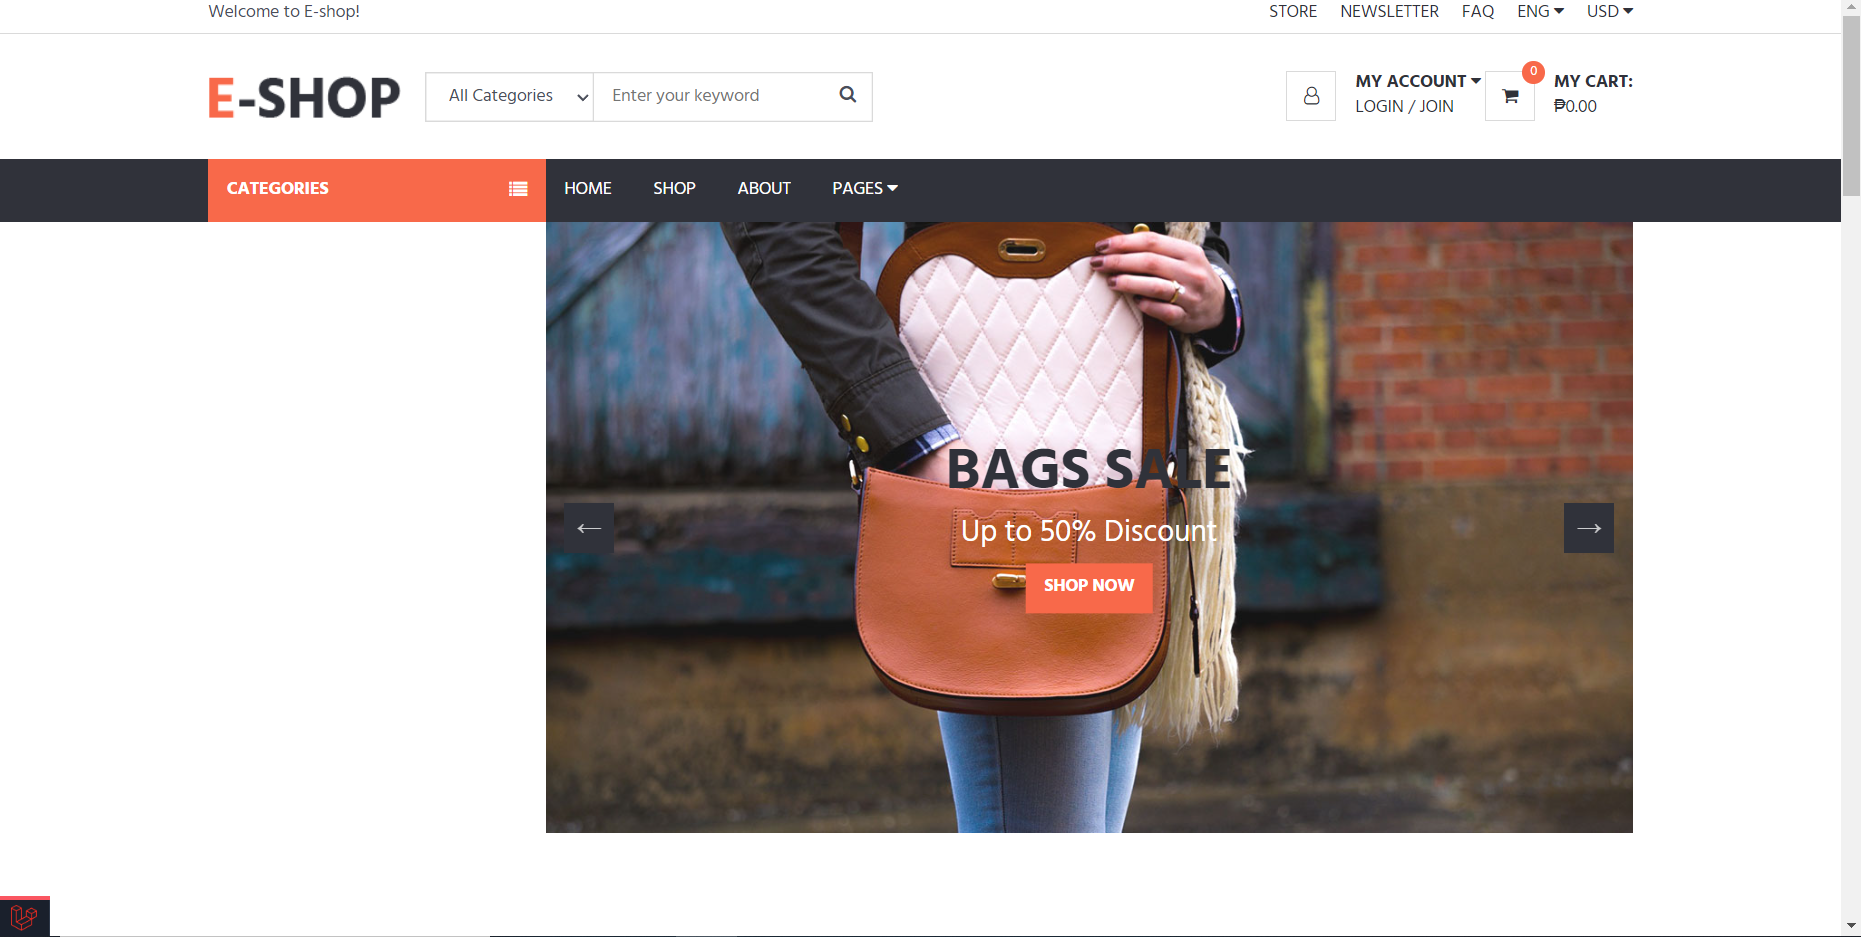 Welcome to E-shop!
STORE NEWSLETTER FAQ ENG USD
E-SHOP
All Categories
Enter your keyword
MY ACCOUNT
LOGIN / JOIN
0
MY CART:
₱0.00
CATEGORIES
HOME SHOP ABOUT PAGES
BAGS SALE
Up to 50% Discount
SHOP NOW